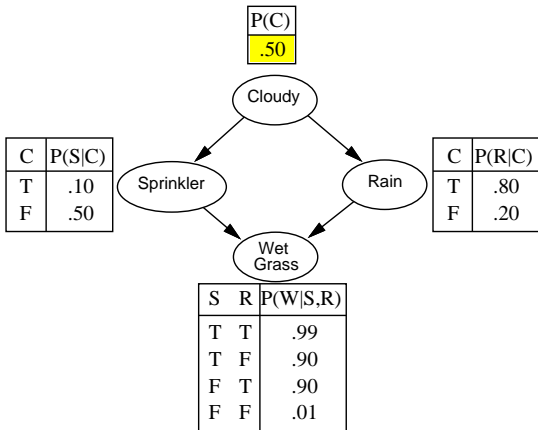 P(C)
.50
Cloudy
C P(S|C)
T .10
F .50
Sprinkler
Rain
C P(R|C)
T .80
F .20
Wet
Grass
S R P(W|S,R)
T T .99
T F .90
F T .90
F F .01